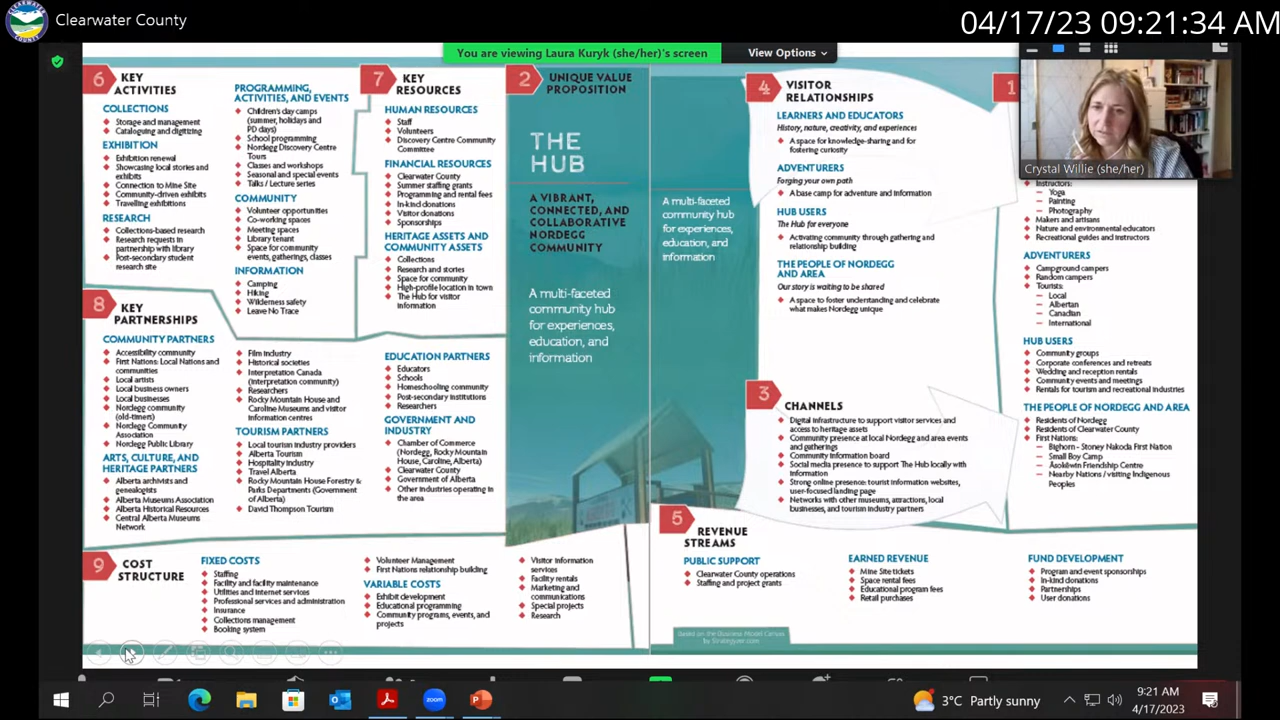 Clearwater County
04/17/23 09:21:34 AM
You are viewing Laura Kuryk (she/her)'s screen
View Options
Crystal Willie (she/her)
6 KEY
ACTIVITIES
COLLECTIONS
Storage and management
Cataloguing and digitizing
EXHIBITION
Exhibition renewal
Showcasing local stories and
exhibits
Connection to Mine Site
Community-driven exhibits
Travelling exhibitions
RESEARCH
Collections-based research
Research requests in
partnership with library
Post-secondary student
research site
PROGRAMMING,
ACTIVITIES, AND EVENTS
Children's day camps
(summer, holidays and
PD days)
School programming
Nordegg Discovery Centre
Tours
Classes and workshops
Seasonal and special events
Talks / Lecture series
COMMUNITY
Volunteer opportunities
Co-working spaces
Meeting spaces
Library tenant
Space for community
events, gatherings, classes
INFORMATION
Camping
Hiking
Wilderness safety
Leave No Trace
7 KEY
RESOURCES
HUMAN RESOURCES
Staff
Volunteers
Discovery Centre Community
Committee
FINANCIAL RESOURCES
Clearwater County
Summer staffing grants
Programming and rental fees
In-kind donations
Visitor donations
Sponsorships
HERITAGE ASSETS AND
COMMUNITY ASSETS
Collections
Research and stories
Space for community
High-profile location in town
The Hub for visitor
information
2 UNIQUE VALUE
PROPOSITION
THE
HUB
A VIBRANT,
CONNECTED, AND
COLLABORATIVE
NORDEGG
COMMUNITY
A multi-faceted
community hub
for experiences,
education, and
information
A multi-faceted
community hub
for experiences,
education, and
information
4 VISITOR
RELATIONSHIPS
LEARNERS AND EDUCATORS
History, nature, creativity, and experiences
A space for knowledge-sharing and for
fostering curiosity
ADVENTURERS
Forging your own path
A base camp for adventure and information
HUB USERS
The Hub for everyone
Activating community through gathering and
relationship building
THE PEOPLE OF NORDEGG
AND AREA
Our story is waiting to be shared
A space to foster understanding and celebrate
what makes Nordegg unique
1
Instructors:
Yoga
Painting
Photography
Makers and artisans
Nature and environmental educators
Recreational guides and instructors
ADVENTURERS
Campground campers
Random campers
Tourists:
Local
Albertan
Canadian
International
HUB USERS
Community groups
Corporate conferences and retreats
Wedding and reception rentals
Community events and meetings
Rentals for tourism and recreational industries
THE PEOPLE OF NORDEGG AND AREA
Residents of Nordegg
Residents of Clearwater County
First Nations:
Bighorn - Stoney Nakoda First Nation
Small Boy Camp
Asokēwin Friendship Centre
Nearby Nations / visiting Indigenous
Peoples
8 KEY
PARTNERSHIPS
COMMUNITY PARTNERS
Accessibility community
First Nations: Local Nations and
communities
Local artists
Local business owners
Local businesses
Nordegg community
(old-timers)
Nordegg Community
Association
Nordegg Public Library
ARTS, CULTURE, AND
HERITAGE PARTNERS
Alberta archivists and
genealogists
Alberta Museums Association
Alberta Historical Resources
Central Alberta Museums
Network
Film industry
Historical societies
Interpretation Canada
(interpretation community)
Researchers
Rocky Mountain House and
Caroline Museums and visitor
information centres
TOURISM PARTNERS
Local tourism industry providers
Alberta Tourism
Hospitality industry
Travel Alberta
Rocky Mountain House Forestry &
Parks Departments (Government
of Alberta)
David Thompson Tourism
EDUCATION PARTNERS
Educators
Schools
Homeschooling community
Post-secondary institutions
Researchers
GOVERNMENT AND
INDUSTRY
Chamber of Commerce
(Nordegg, Rocky Mountain
House, Caroline, Alberta)
Clearwater County
Government of Alberta
Other industries operating in
the area
3 CHANNELS
Digital infrastructure to support visitor services and
access to heritage assets
Community presence at local Nordegg and area events
and gatherings
Community information board
Social media presence to support The Hub locally with
information
Strong online presence: tourist information websites,
user-focused landing page
Networks with other museums, attractions, local
businesses, and tourism industry partners
9 COST
STRUCTURE
FIXED COSTS
Staffing
Facility and facility maintenance
Utilities and internet services
Professional services and administration
Insurance
Collections management
Booking system
Volunteer Management
First Nations relationship building
VARIABLE COSTS
Exhibit development
Educational programming
Community programs, events, and
projects
Visitor information
services
Facility rentals
Marketing and
communications
Special projects
Research
5 REVENUE
STREAMS
PUBLIC SUPPORT
Clearwater County operations
Staffing and project grants
EARNED REVENUE
Mine Site tickets
Space rental fees
Educational program fees
Retail purchases
FUND DEVELOPMENT
Program and event sponsorships
In-kind donations
Partnerships
User donations
Based on the Business Model Canvas
by Strategyzer.com
3°C Partly sunny
9:21 AM
4/17/2023